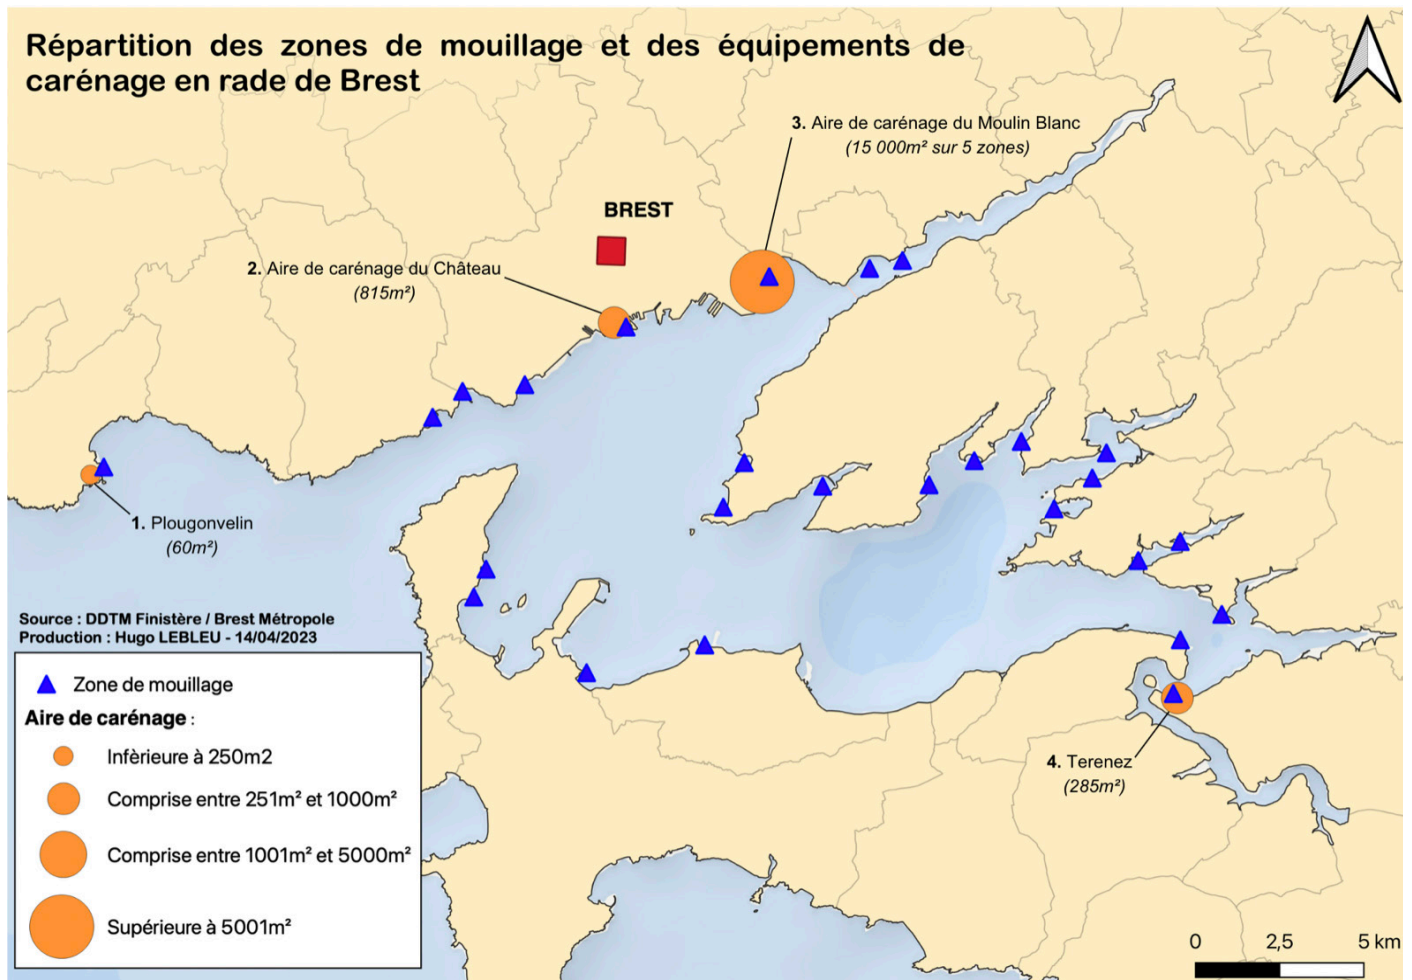 Répartition des zones de mouillage et des équipements de
carénage en rade de Brest
3. Aire de carénage du Moulin Blanc
(15 000m² sur 5 zones)
BREST
2. Aire de carénage du Château
(815m²)
1. Plougonvelin
(60m²)
Source : DDTM Finistère / Brest Métropole
Production : Hugo LEBLEU - 14/04/2023
Zone de mouillage
Aire de carénage :
Infèrieure à 250m2
Comprise entre 251m² et 1000m²
Comprise entre 1001m² et 5000m²
Supérieure à 5001m²
4. Terenez
(285m²)
0 2,5 5 km